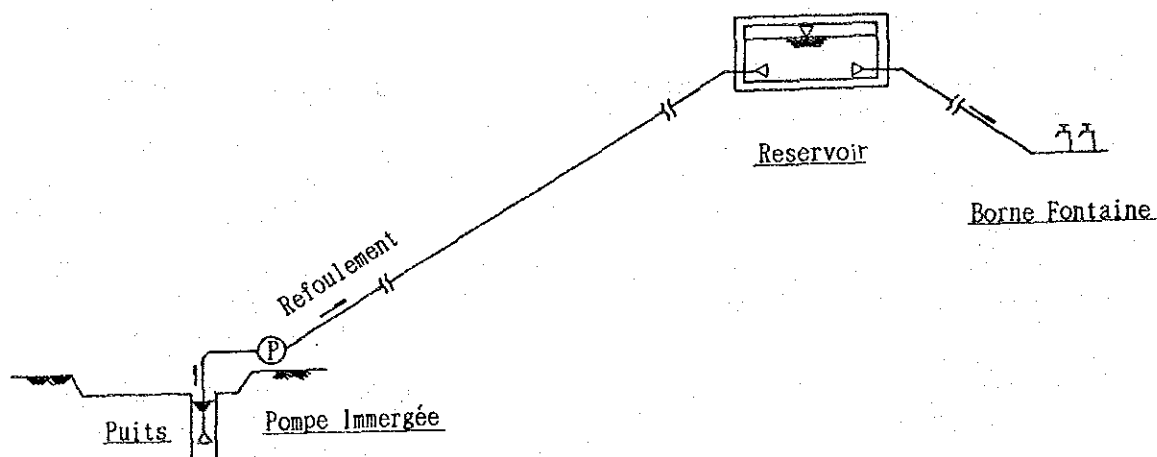 Reservoir
Borne Fontaine
Refoulement
P
Puits
Pompe Immergée